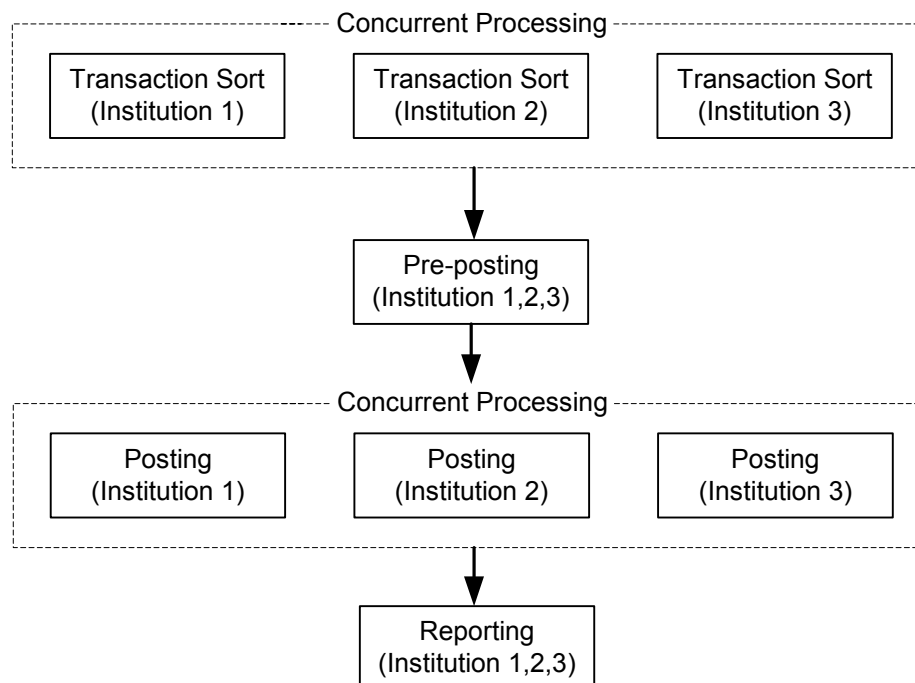 Concurrent Processing
Transaction Sort
(Institution 1)
Transaction Sort
(Institution 2)
Transaction Sort
(Institution 3)
Pre-posting
(Institution 1,2,3)
Concurrent Processing
Posting
(Institution 1)
Posting
(Institution 2)
Posting
(Institution 3)
Reporting
(Institution 1,2,3)